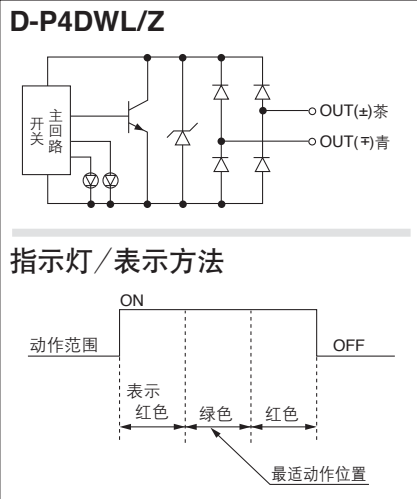 D-P4DWL/Z
开关
主回路
OUT(±)茶
OUT(∓)青
指示灯/表示方法
ON
动作范围
OFF
表示
红色
绿色
红色
最适动作位置